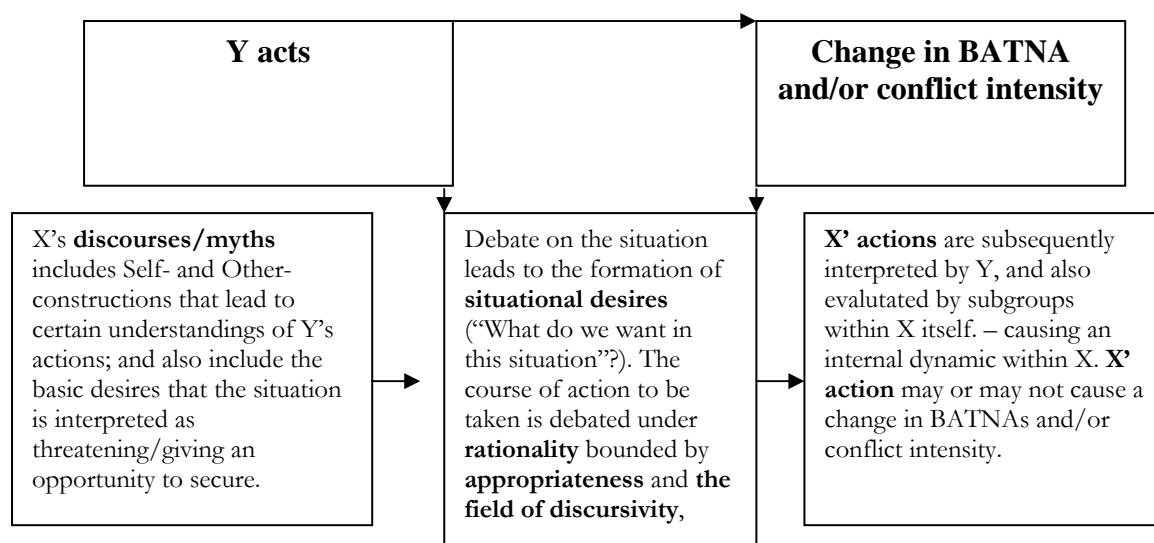 Y acts
Change in BATNA
and/or conflict intensity
X’s discourses/myths
includes Self- and Other-
constructions that lead to
certain understandings of Y’s
actions; and also include the
basic desires that the situation
is interpreted as
threatening/giving an
opportunity to secure.
Debate on the situation
leads to the formation of
situational desires
(“What do we want in
this situation”?). The
course of action to be
taken is debated under
rationality bounded by
appropriateness and the
field of discursivity,
X’ actions are subsequently
interpreted by Y, and also
evalutated by subgroups
within X itself. – causing an
internal dynamic within X. X’
action may or may not cause a
change in BATNAs and/or
conflict intensity.